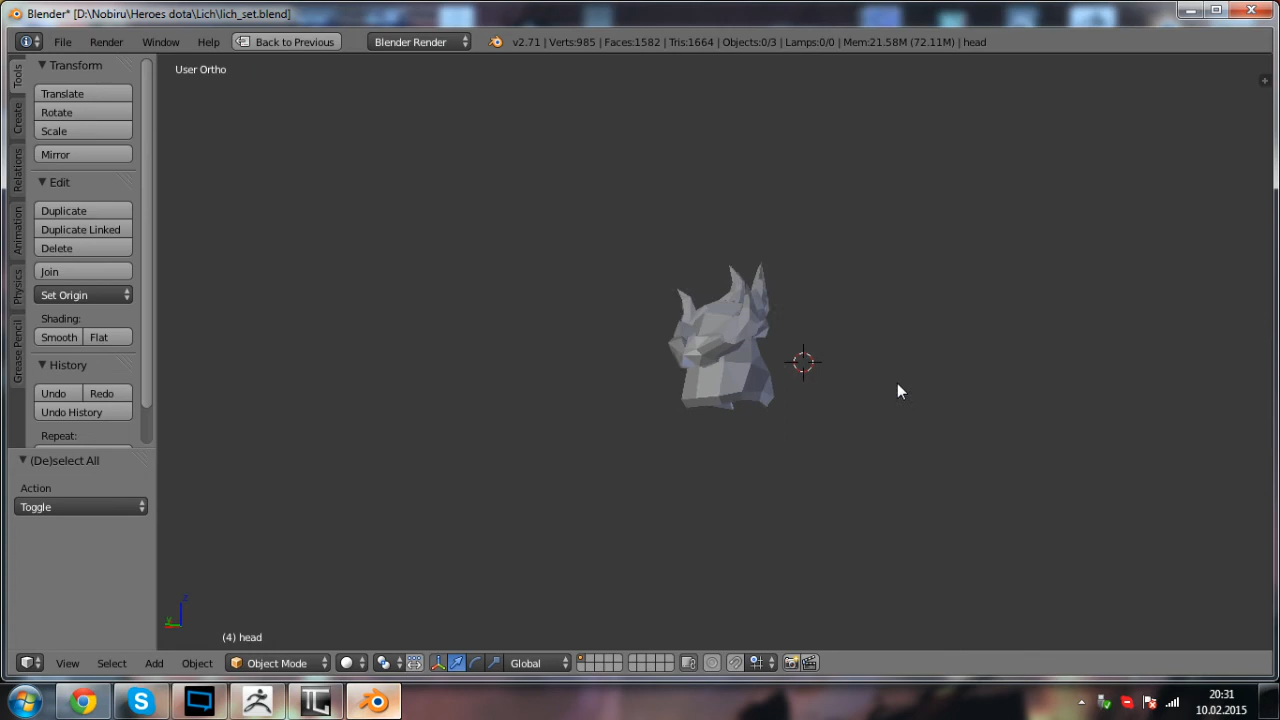 Blender* [D:\Nobiru\Heroes dota\Lich\lich_set.blend]
File Render Window Help Back to Previous Blender Render v2.71 | Verts:985 | Faces:1582 | Tris:1664 | Objects:0/3 | Lamps:0/0 | Mem:21.58M (72.11M) | head
Tools
Create
Relations
Animation
Physics
Grease Pencil
Transform
Translate
Rotate
Scale
Mirror
Edit
Duplicate
Duplicate Linked
Delete
Join
Set Origin
Shading:
Smooth Flat
History
Undo Redo
Undo History
Repeat:
(De)select All
Action
Toggle
User Ortho
z
y
(4) head
View Select Add Object Object Mode Global
20:31
10.02.2015